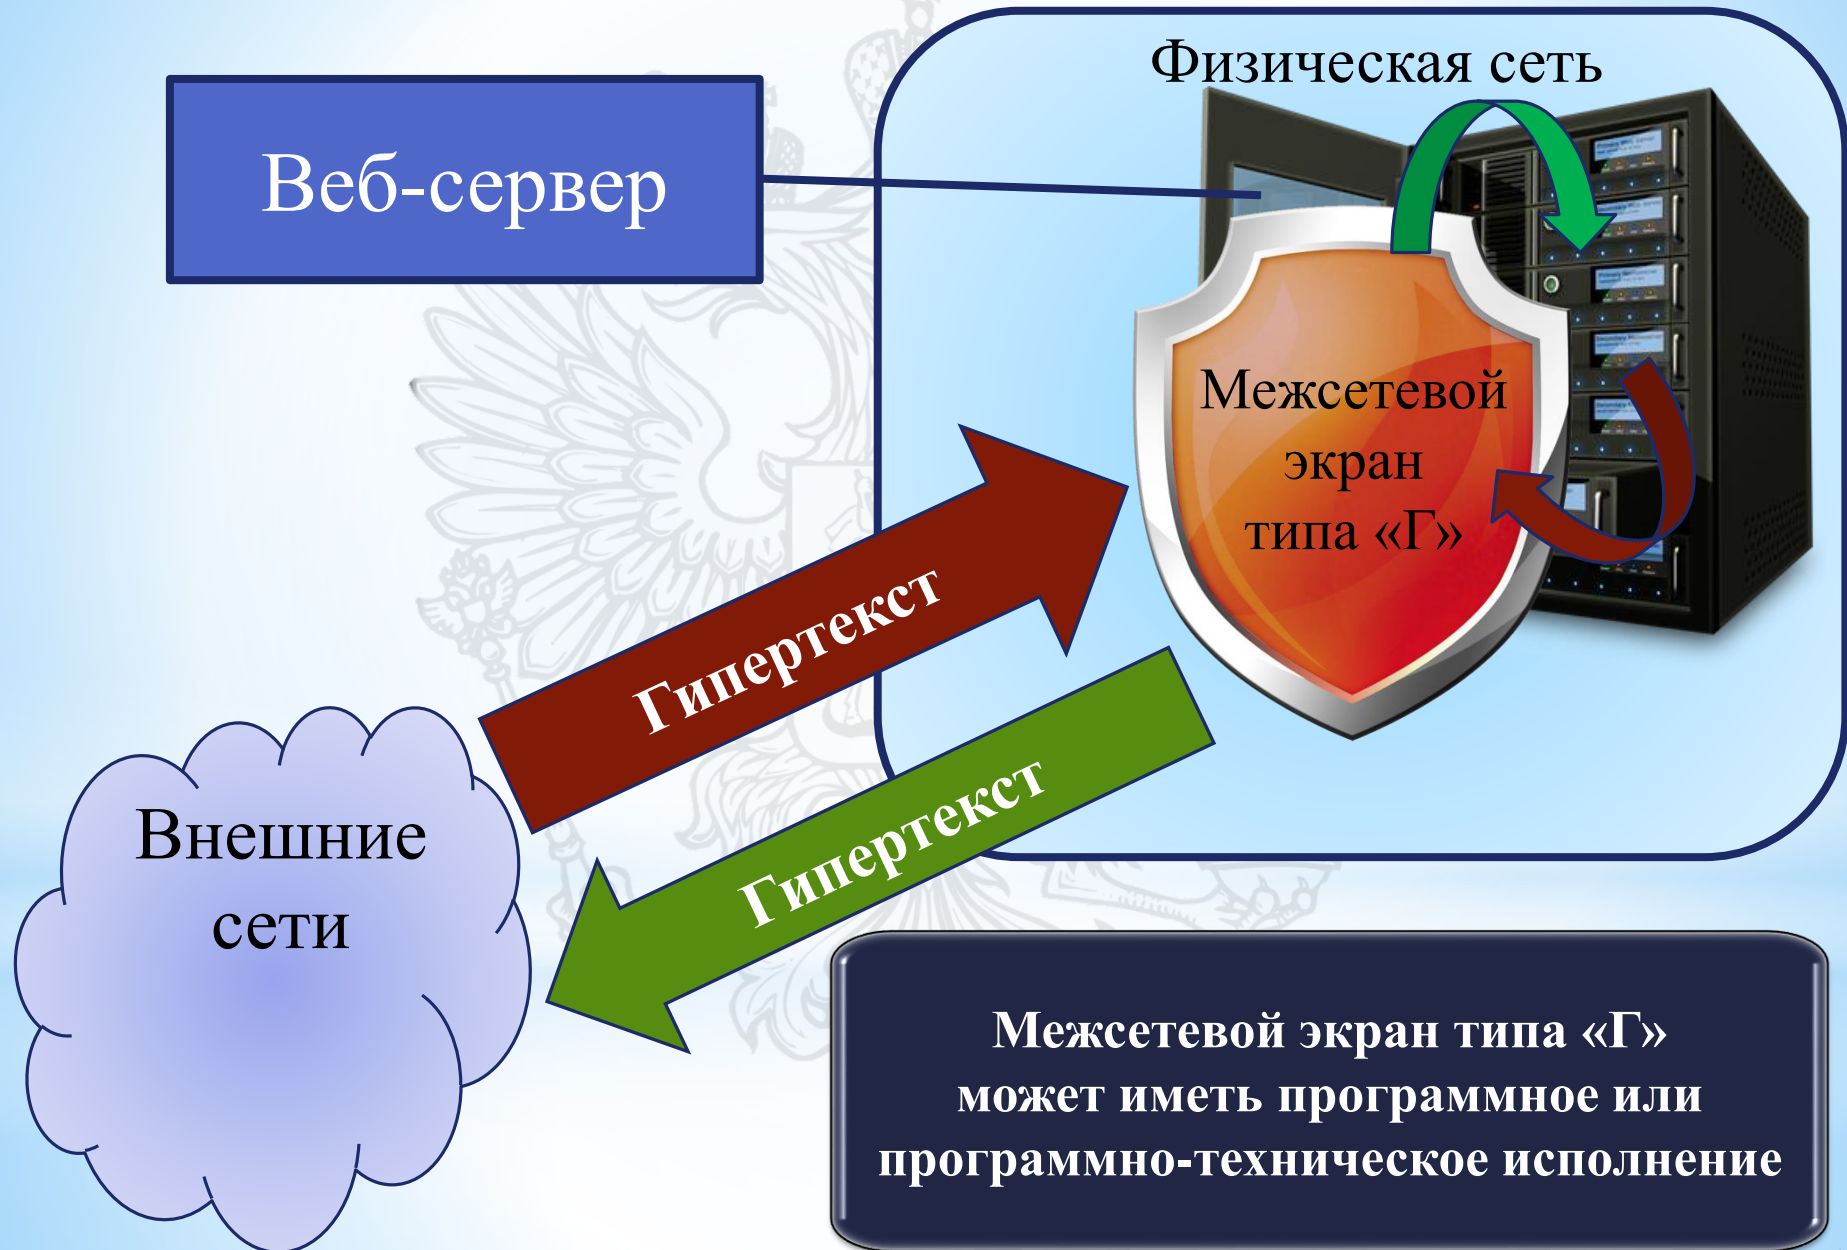 Физическая сеть
Веб-сервер
Межсетевой
экран
типа «Г»
Гипертекст
Гипертекст
Внешние
сети
Межсетевой экран типа «Г»
может иметь программное или
программно-техническое исполнение